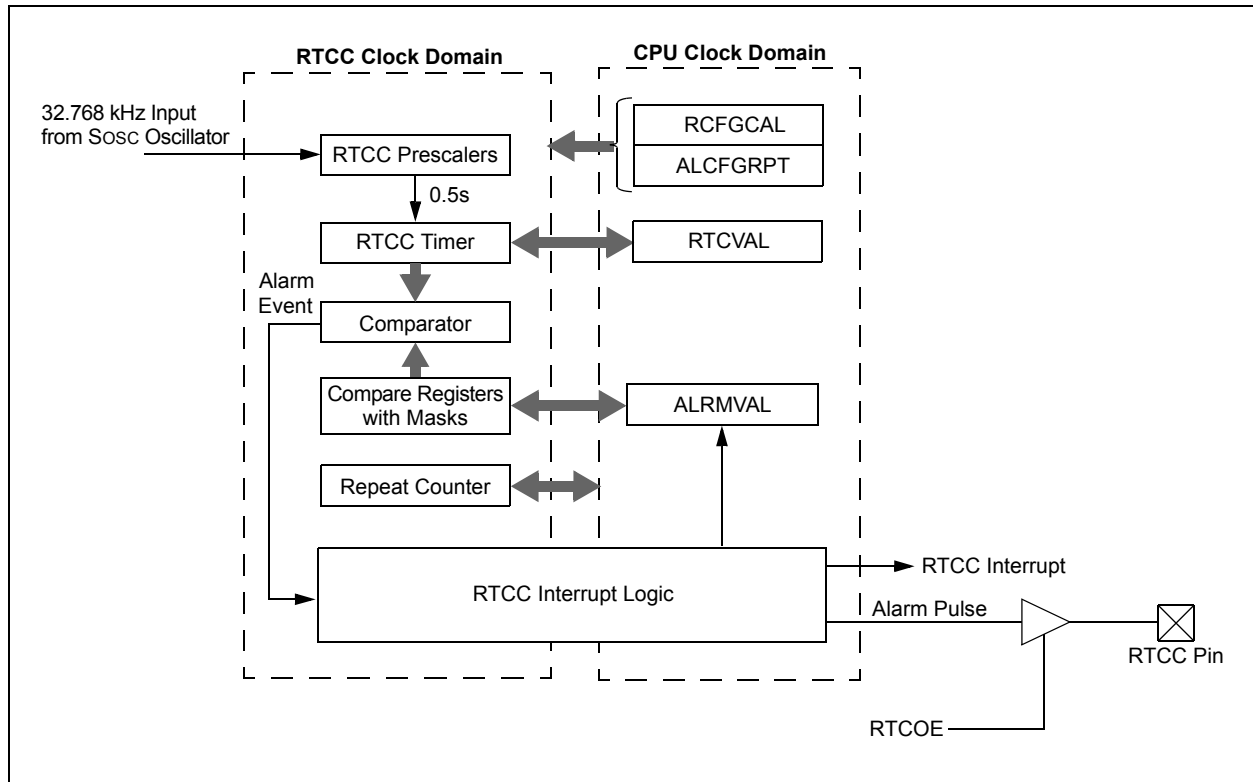 RTCC Clock Domain
CPU Clock Domain
32.768 kHz Input
from SOSC Oscillator
RTCC Prescalers
0.5s
RTCC Timer
Alarm
Event
Comparator
Compare Registers
with Masks
Repeat Counter
RCFGCAL
ALCFGRPT
RTCVAL
ALRMVAL
RTCC Interrupt Logic
RTCC Interrupt
Alarm Pulse
RTCC Pin
RTCOE